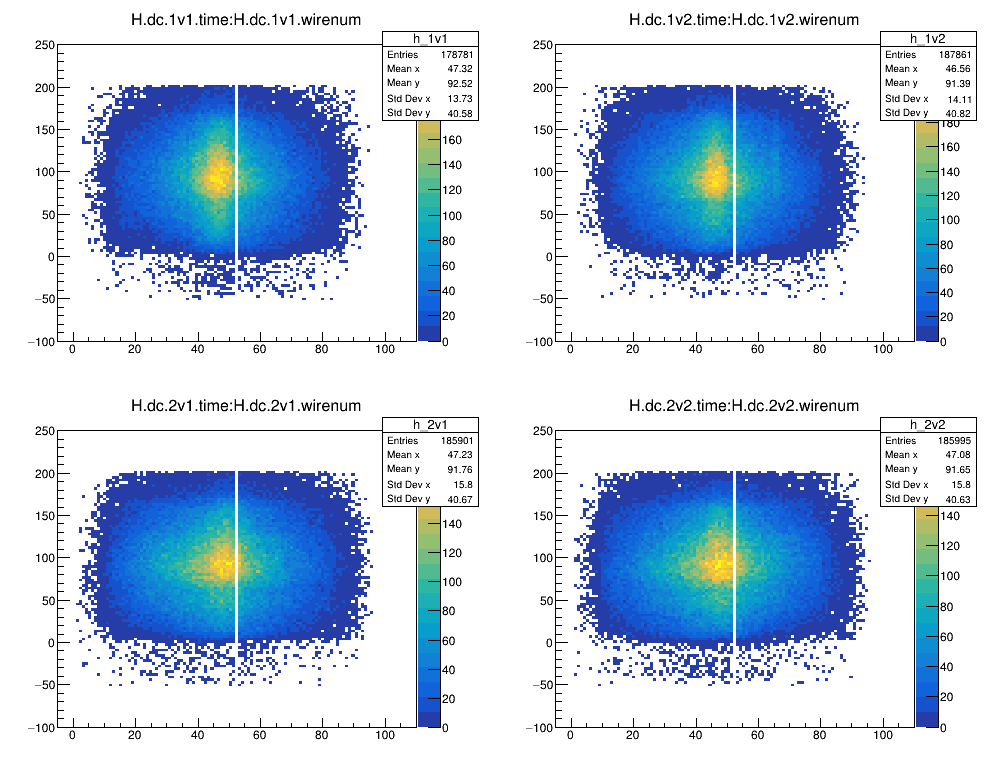 H.dc.1v1.time:H.dc.1v1.wirenum
h_1v1
Entries 178781
Mean x 47.32
Mean y 92.52
Std Dev x 13.73
Std Dev y 40.58
250
200
150
100
50
0
−50
−100
0 20 40 60 80 100
160
140
120
100
80
60
40
20
0
H.dc.1v2.time:H.dc.1v2.wirenum
h_1v2
Entries 187861
Mean x 46.56
Mean y 91.39
Std Dev x 14.11
Std Dev y 40.82
250
200
150
100
50
0
−50
−100
0 20 40 60 80 100
180
160
140
120
100
80
60
40
20
0
H.dc.2v1.time:H.dc.2v1.wirenum
h_2v1
Entries 185901
Mean x 47.23
Mean y 91.76
Std Dev x 15.8
Std Dev y 40.67
250
200
150
100
50
0
−50
−100
0 20 40 60 80 100
140
120
100
80
60
40
20
0
H.dc.2v2.time:H.dc.2v2.wirenum
h_2v2
Entries 185995
Mean x 47.08
Mean y 91.65
Std Dev x 15.8
Std Dev y 40.63
250
200
150
100
50
0
−50
−100
0 20 40 60 80 100
140
120
100
80
60
40
20
0